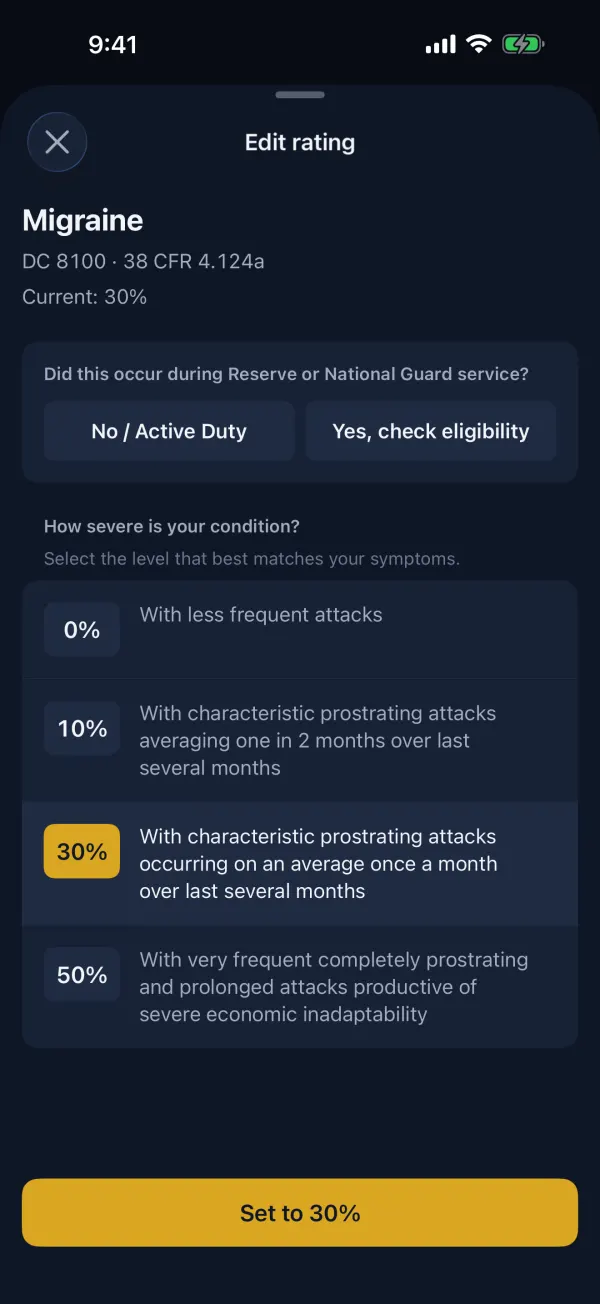 9:41
Edit rating
Migraine
DC 8100 · 38 CFR 4.124a
Current: 30%
Did this occur during Reserve or National Guard service?
No / Active Duty
Yes, check eligibility
How severe is your condition?
Select the level that best matches your symptoms.
0%
With less frequent attacks
10%
With characteristic prostrating attacks
averaging one in 2 months over last
several months
30%
With characteristic prostrating attacks
occurring on an average once a month
over last several months
50%
With very frequent completely prostrating
and prolonged attacks productive of
severe economic inadaptability
Set to 30%